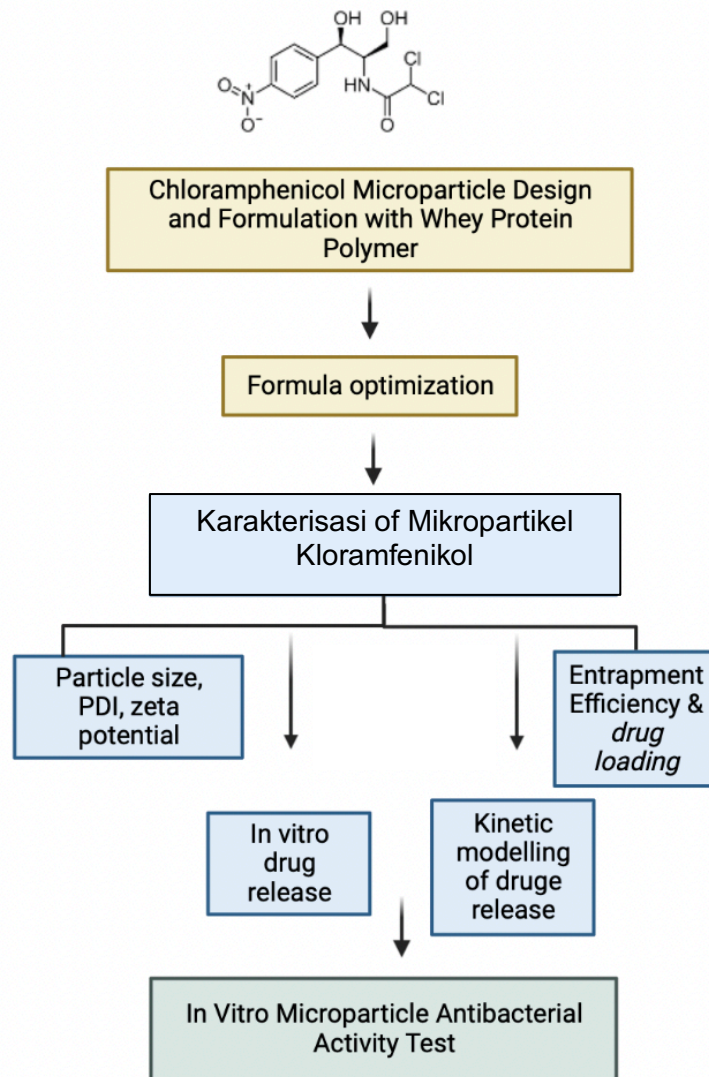 OH OH
Cl
HN
Cl
O
N+
O-
O
Chloramphenicol Microparticle Design
and Formulation with Whey Protein
Polymer
Formula optimization
Karakterisasi of Mikropartikel
Kloramfenikol
Particle size,
PDI, zeta
potential
Entrapment
Efficiency &
drug
loading
In vitro
drug
release
Kinetic
modelling
of druge
release
In Vitro Microparticle Antibacterial
Activity Test